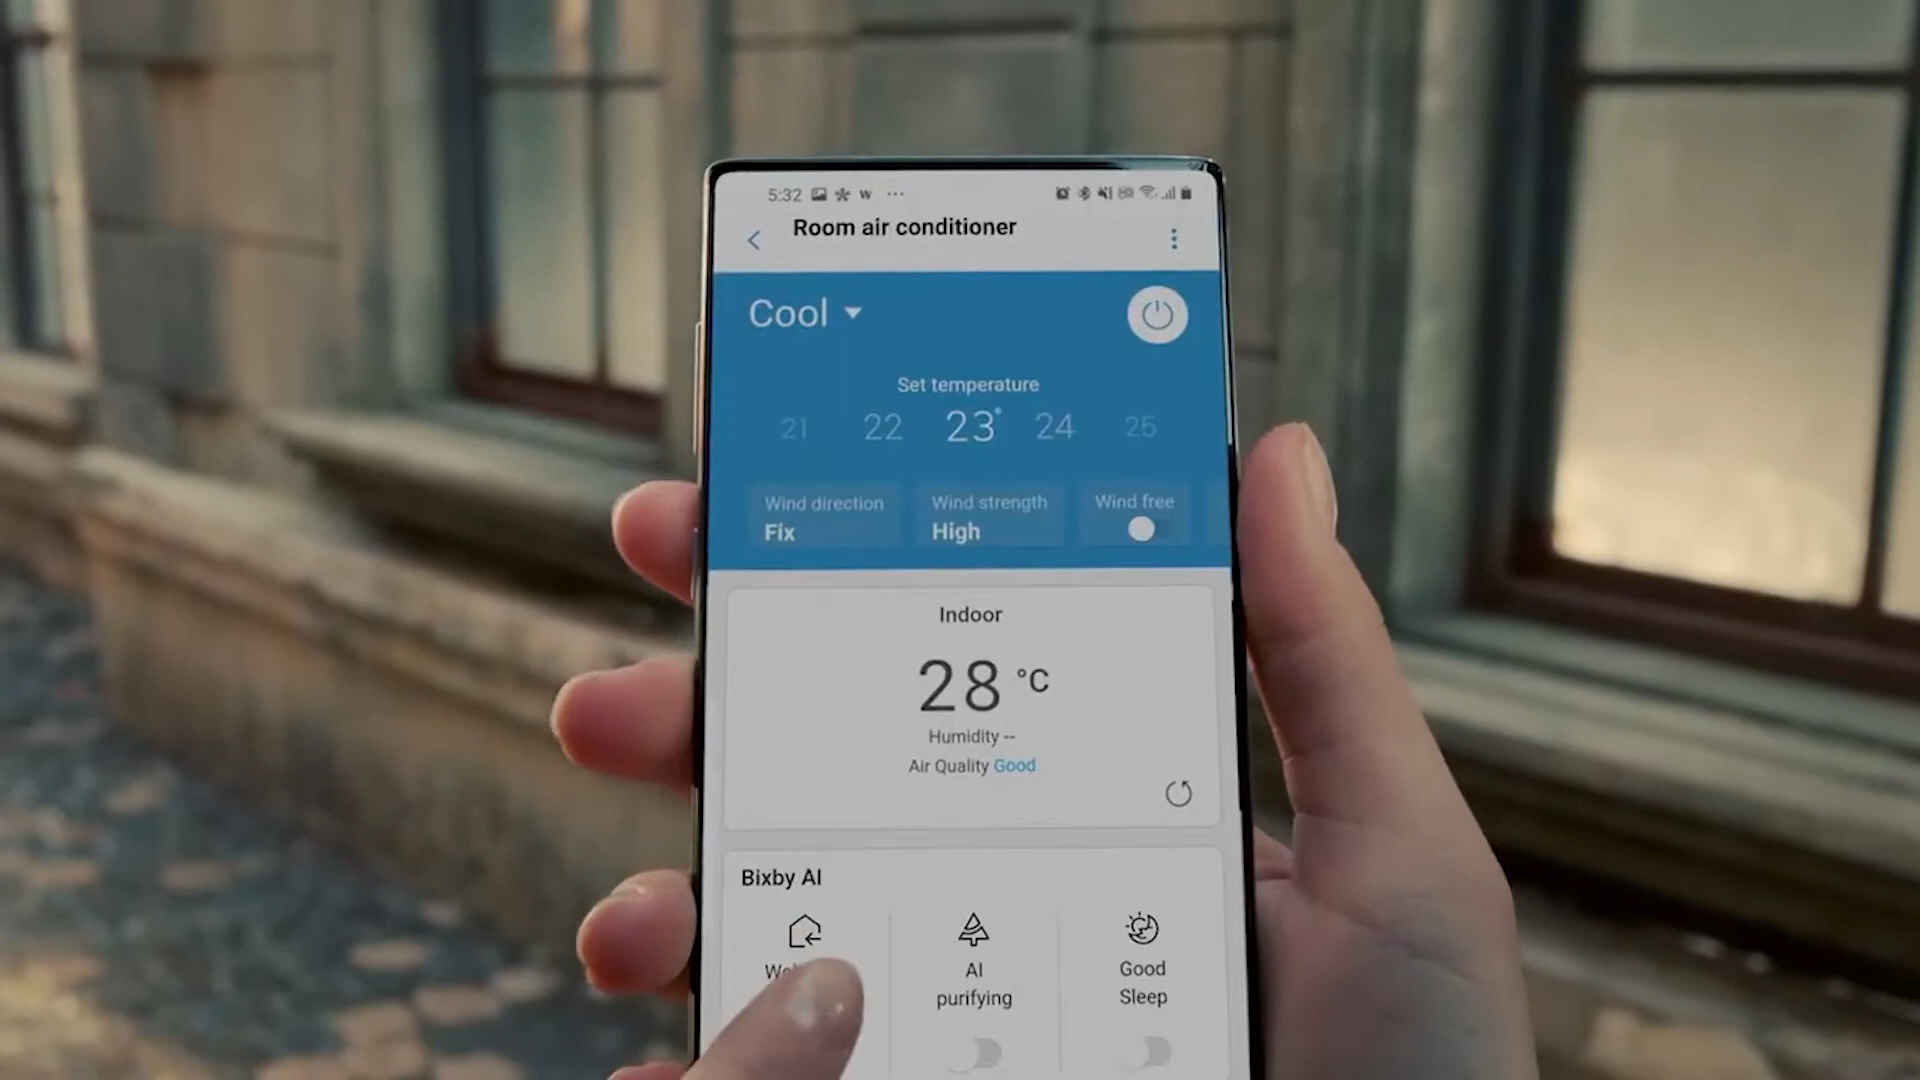 5:32 W ...
Room air conditioner
Cool
Set temperature
21 22 23° 24 25
Wind direction Wind strength Wind free
Fix High
Indoor
28 °C
Humidity --
Air Quality Good
Bixby AI
AI Good
purifying Sleep